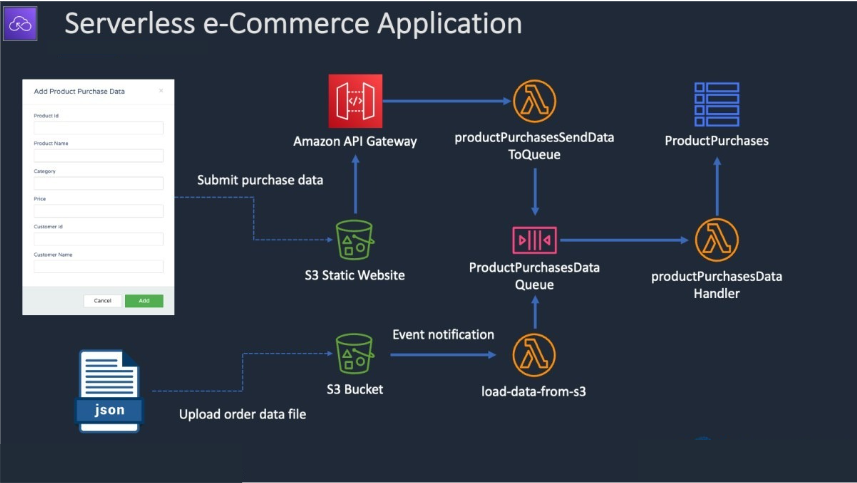 Serverless e-Commerce Application
Add Product Purchase Data
×
Product Id
Product Name
Category
Price
Customer Id
Customer Name
Cancel
Add
Submit purchase data
Amazon API Gateway
S3 Static Website
productPurchasesSendData
ToQueue
ProductPurchases
ProductPurchasesData
Queue
productPurchasesData
Handler
json
Upload order data file
S3 Bucket
Event notification
load-data-from-s3